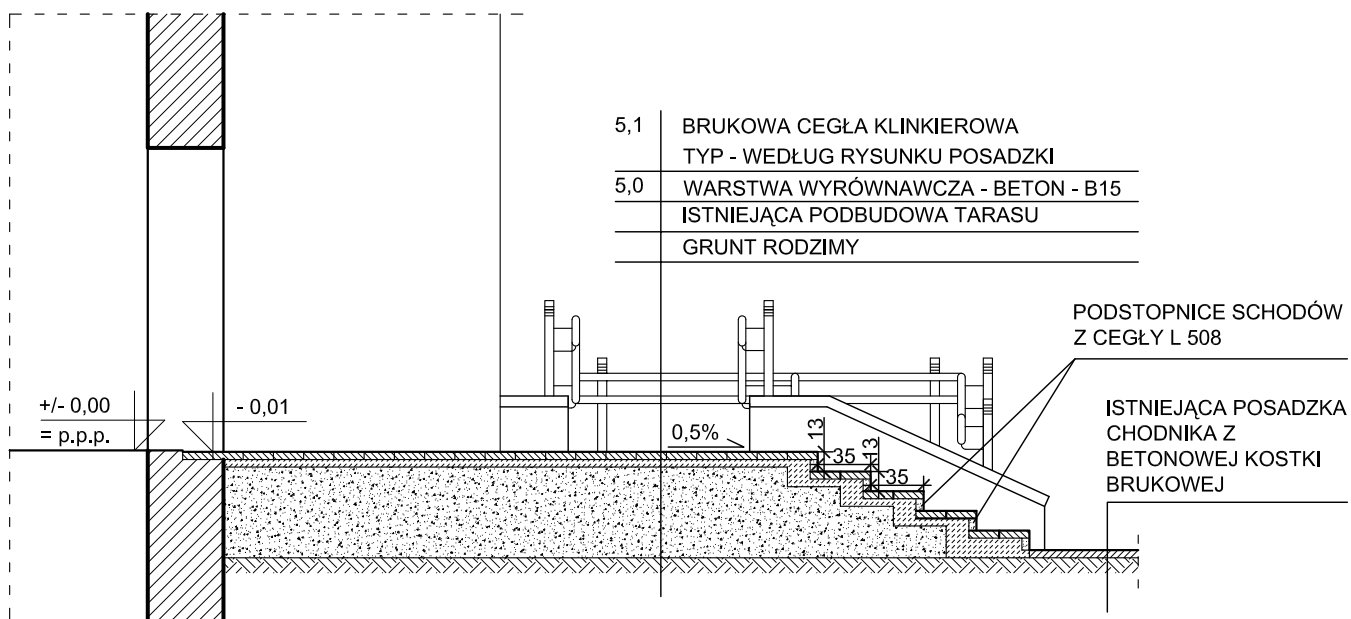 5,1 BRUKOWA CEGŁA KLINKIEROWA
TYP - WEDŁUG RYSUNKU POSADZKI
5,0 WARSTWA WYRÓWNAWCZA - BETON - B15
ISTNIEJĄCA PODBUDOWA TARASU
GRUNT RODZIMY
PODSTOPNICE SCHODÓW
Z CEGŁY L 508
+/- 0,00
= p.p.p.
- 0,01
0,5%
13
35
13
35
ISTNIEJĄCA POSADZKA
CHODNIKA Z
BETONOWEJ KOSTKI
BRUKOWEJ